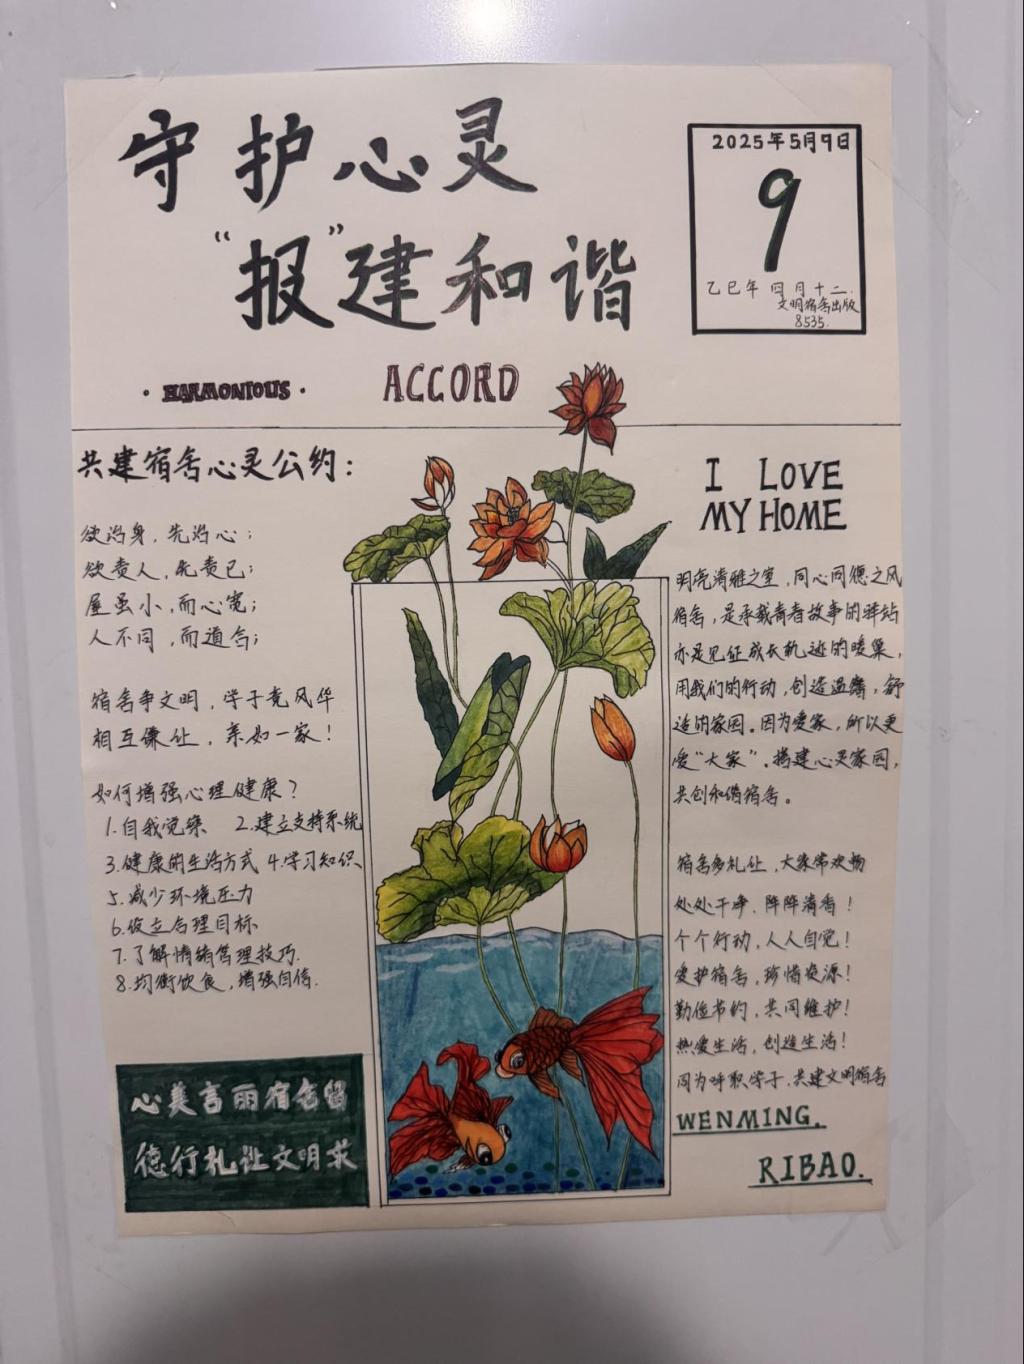 守护心灵
“报”建和谐
2025年5月9日
9
乙巳年 四月十二.
文明宿舍出版
8535.
·HARMONIOUS·
ACCORD
共建宿舍心灵公约：
欲治身，先治心；
欲责人，先责己；
屋虽小，而心宽；
人不同，而道合；
宿舍争文明，学子竞风华
相互谦让，亲如一家！
如何增强心理健康？
1.自我觉察 2.建立支持系统
3.健康的生活方式 4.学习知识、
5.减少环境压力
6.设立合理目标
7.了解情绪管理技巧.
8.均衡饮食，增强自信.
心美言丽宿舍留
德行礼让文明求
I LOVE
MY HOME
明亮清雅之室，同心同德之风
宿舍，是承载青春故事的驿站
亦是见证成长轨迹的暖巢，
用我们的行动，创造温馨，舒
适的家园。因为爱家，所以更
爱“大家”.搭建心灵家园，
共创和谐宿舍。
宿舍多礼让，大家常欢畅
处处干净.阵阵清香！
个个行动，人人自觉！
爱护宿舍，珍惜资源！
勤俭节约，共同维护！
热爱生活，创造生活！
同为呼职学子.共建文明宿舍
WENMING.
RIBAO.